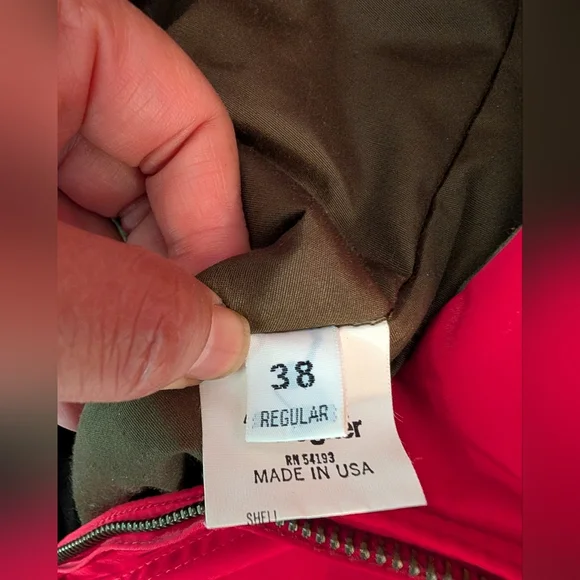 38
REGULAR
RN 54193
MADE IN USA
SHELL